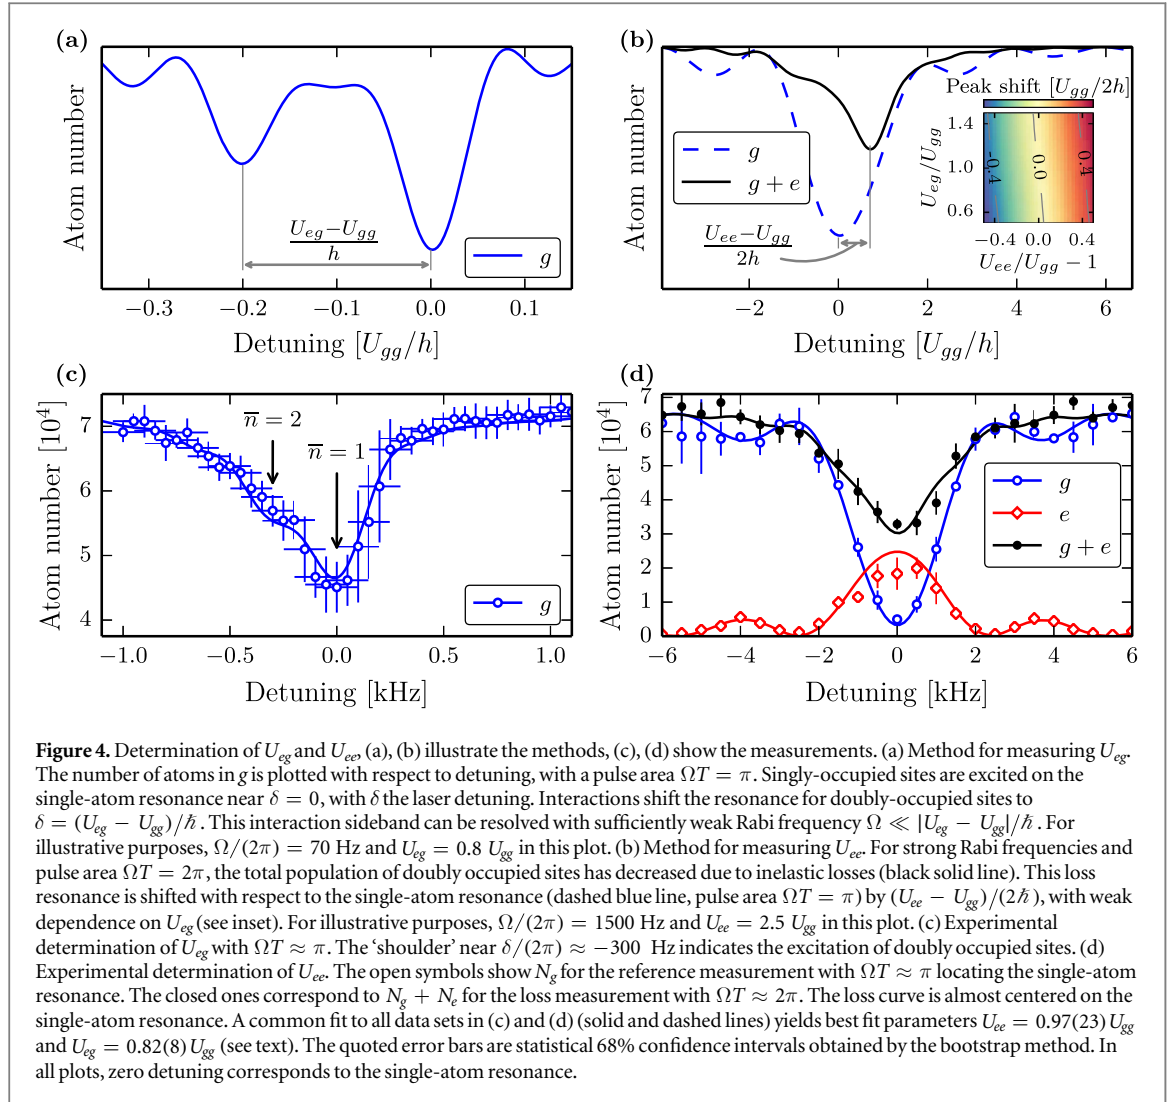 (a)
Atom number
U_eg−U_gg
h
g
−0.3 −0.2 −0.1 0.0 0.1
Detuning [U_gg/h]
(b)
Atom number
g
g + e
U_ee−U_gg
2h
Peak shift [U_gg/2h]
U_eg/U_gg
1.4
1.0
0.6
-0.4 0.0 0.4
−0.4 0.0 0.4
U_ee/U_gg − 1
−2 0 2 4 6
Detuning [U_gg/h]
(c)
Atom number [10⁴]
7
6
5
4
n̅ = 2
n̅ = 1
g
−1.0 −0.5 0.0 0.5 1.0
Detuning [kHz]
(d)
Atom number [10⁴]
7
6
5
4
3
2
1
0
g
e
g + e
−6 −4 −2 0 2 4 6
Detuning [kHz]
Figure 4. Determination of U_eg and U_ee, (a), (b) illustrate the methods, (c), (d) show the measurements. (a) Method for measuring U_eg.
The number of atoms in g is plotted with respect to detuning, with a pulse area ΩT = π. Singly-occupied sites are excited on the
single-atom resonance near δ = 0, with δ the laser detuning. Interactions shift the resonance for doubly-occupied sites to
δ = (U_eg − U_gg)/ℏ. This interaction sideband can be resolved with sufficiently weak Rabi frequency Ω ≪ |U_eg − U_gg|/ℏ. For
illustrative purposes, Ω/(2π) = 70 Hz and U_eg = 0.8 U_gg in this plot. (b) Method for measuring U_ee. For strong Rabi frequencies and
pulse area ΩT = 2π, the total population of doubly occupied sites has decreased due to inelastic losses (black solid line). This loss
resonance is shifted with respect to the single-atom resonance (dashed blue line, pulse area ΩT = π) by (U_ee − U_gg)/(2ℏ), with weak
dependence on U_eg (see inset). For illustrative purposes, Ω/(2π) = 1500 Hz and U_ee = 2.5 U_gg in this plot. (c) Experimental
determination of U_eg with ΩT ≈ π. The ‘shoulder’ near δ/(2π) ≈ −300 Hz indicates the excitation of doubly occupied sites. (d)
Experimental determination of U_ee. The open symbols show N_g for the reference measurement with ΩT ≈ π locating the single-atom
resonance. The closed ones correspond to N_g + N_e for the loss measurement with ΩT ≈ 2π. The loss curve is almost centered on the
single-atom resonance. A common fit to all data sets in (c) and (d) (solid and dashed lines) yields best fit parameters U_ee = 0.97(23) U_gg
and U_eg = 0.82(8) U_gg (see text). The quoted error bars are statistical 68% confidence intervals obtained by the bootstrap method. In
all plots, zero detuning corresponds to the single-atom resonance.